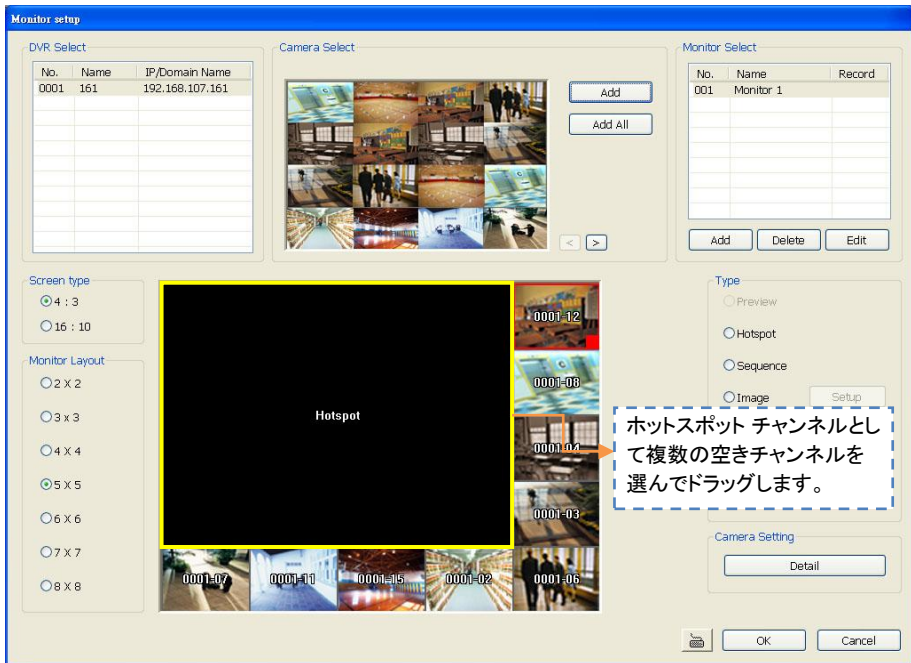 Monitor setup
DVR Select
No. Name IP/Domain Name
0001 161 192.168.107.161
Camera Select
Add
Add All
<
>
Monitor Select
No. Name Record
001 Monitor 1
Add Delete Edit
Screen type
4 : 3
16 : 10
Monitor Layout
2 X 2
3 x 3
4 X 4
5 X 5
6 X 6
7 X 7
8 X 8
Hotspot
0001-12
0001-08
0001-04
0001-03
0001-07 0001-11 0001-15 0001-02 0001-06
Type
Preview
Hotspot
Sequence
Image Setup
ホットスポット チャンネルとし
て複数の空きチャンネルを
選んでドラッグします。
Camera Setting
Detail
OK Cancel